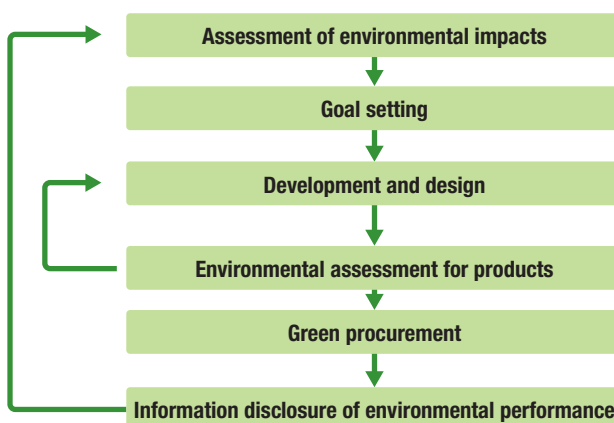 Assessment of environmental impacts
Goal setting
Development and design
Environmental assessment for products
Green procurement
Information disclosure of environmental performance